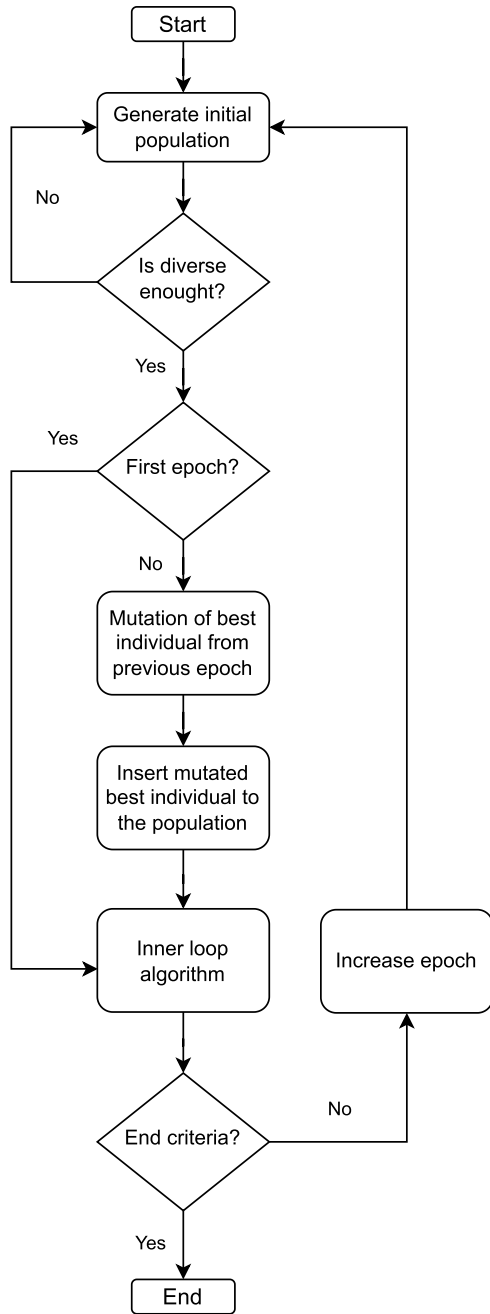 Start
Generate initial
population
No
Is diverse
enought?
Yes
Yes
First epoch?
No
Mutation of best
individual from
previous epoch
Insert mutated
best individual to
the population
Inner loop
algorithm
Increase epoch
No
End criteria?
Yes
End